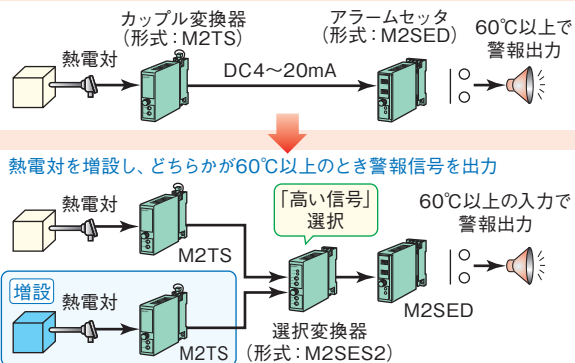 カップル変換器
（形式：M2TS）
アラームセッタ
（形式：M2SED）
60℃以上で
警報出力
熱電対
DC4～20mA
熱電対を増設し、どちらかが60℃以上のとき警報信号を出力
熱電対
M2TS
「高い信号」
選択
60℃以上の入力で
警報出力
増設
熱電対
M2TS
選択変換器
（形式：M2SES2）
M2SED